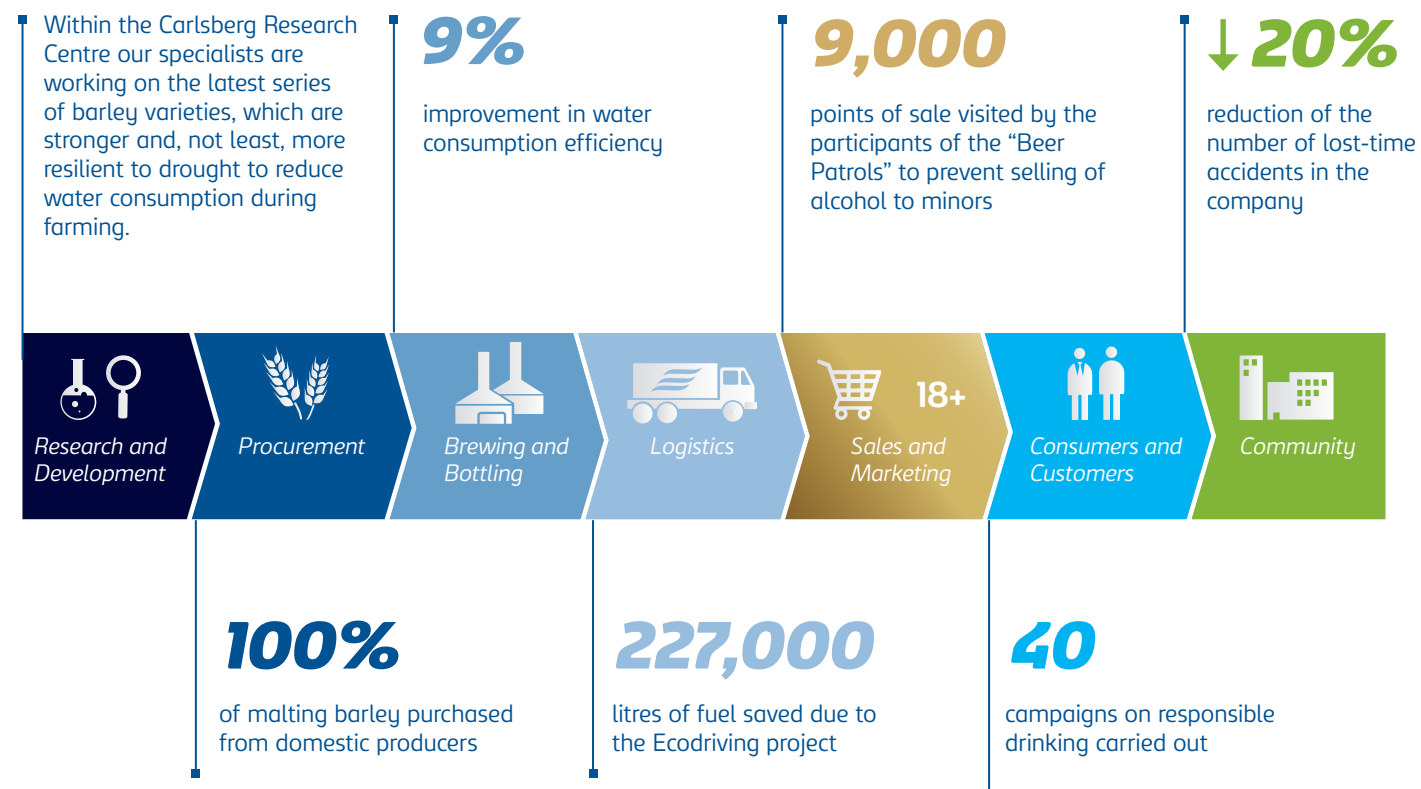 Within the Carlsberg Research
Centre our specialists are
working on the latest series
of barley varieties, which are
stronger and, not least, more
resilient to drought to reduce
water consumption during
farming.
9%
improvement in water
consumption efficiency
9,000
points of sale visited by the
participants of the “Beer
Patrols” to prevent selling of
alcohol to minors
↓ 20%
reduction of the
number of lost-time
accidents in the
company
Research and
Development
Procurement
Brewing and
Bottling
Logistics
18+
Sales and
Marketing
Consumers and
Customers
Community
100%
of malting barley purchased
from domestic producers
227,000
litres of fuel saved due to
the Ecodriving project
40
campaigns on responsible
drinking carried out